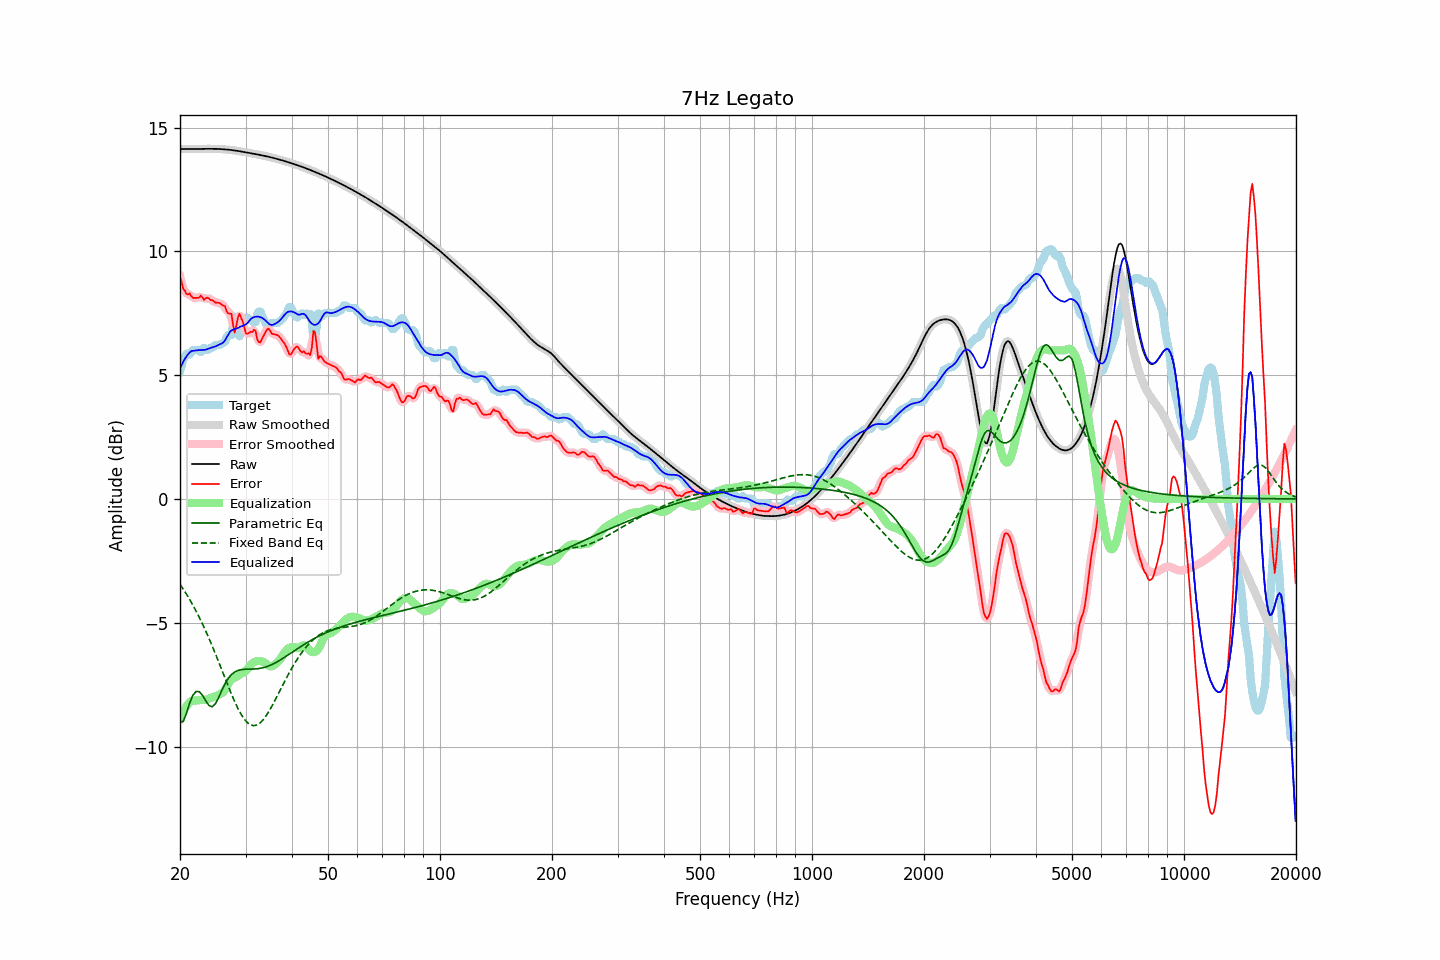 7Hz Legato
15
10
5
0
−5
−10
Amplitude (dBr)
Target
Raw Smoothed
Error Smoothed
Raw
Error
Equalization
Parametric Eq
Fixed Band Eq
Equalized
20 50 100 200 500 1000 2000 5000 10000 20000
Frequency (Hz)